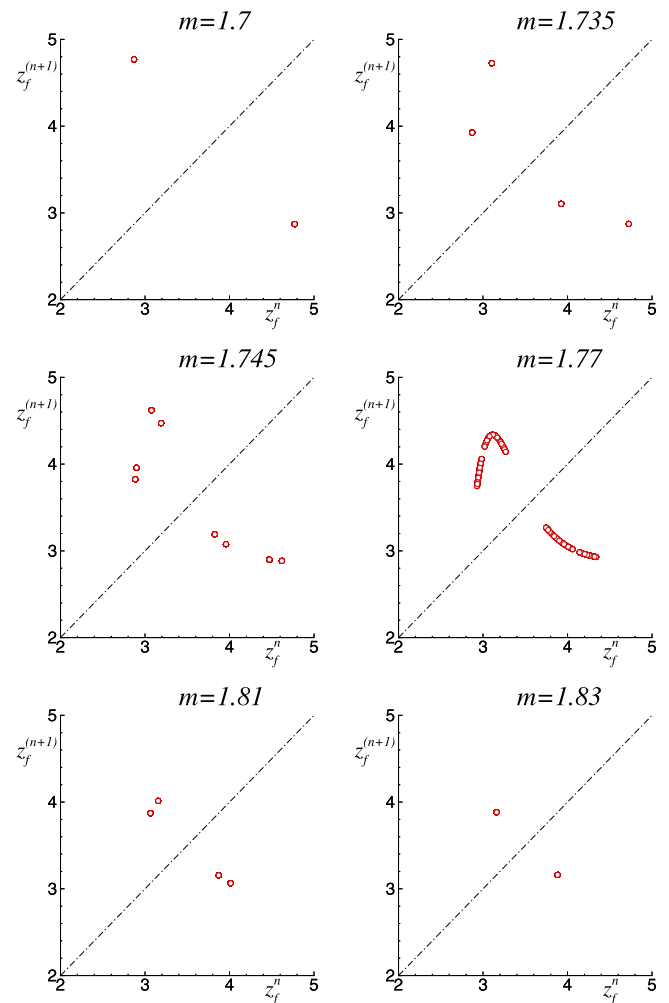 m=1.7
5
z_f^{(n+1)}
4
3
2
2 3 4 5
z_f^n
m=1.735
5
z_f^{(n+1)}
4
3
2
2 3 4 5
z_f^n
m=1.745
5
z_f^{(n+1)}
4
3
2
2 3 4 5
z_f^n
m=1.77
5
z_f^{(n+1)}
4
3
2
2 3 4 5
z_f^n
m=1.81
5
z_f^{(n+1)}
4
3
2
2 3 4 5
z_f^n
m=1.83
5
z_f^{(n+1)}
4
3
2
2 3 4 5
z_f^n